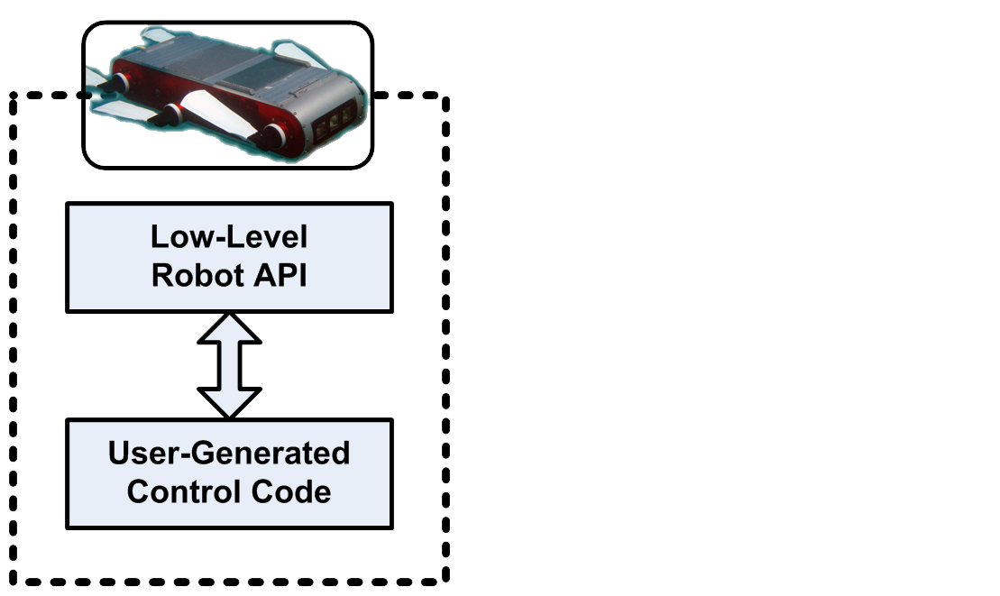 Low-Level
Robot API
User-Generated
Control Code